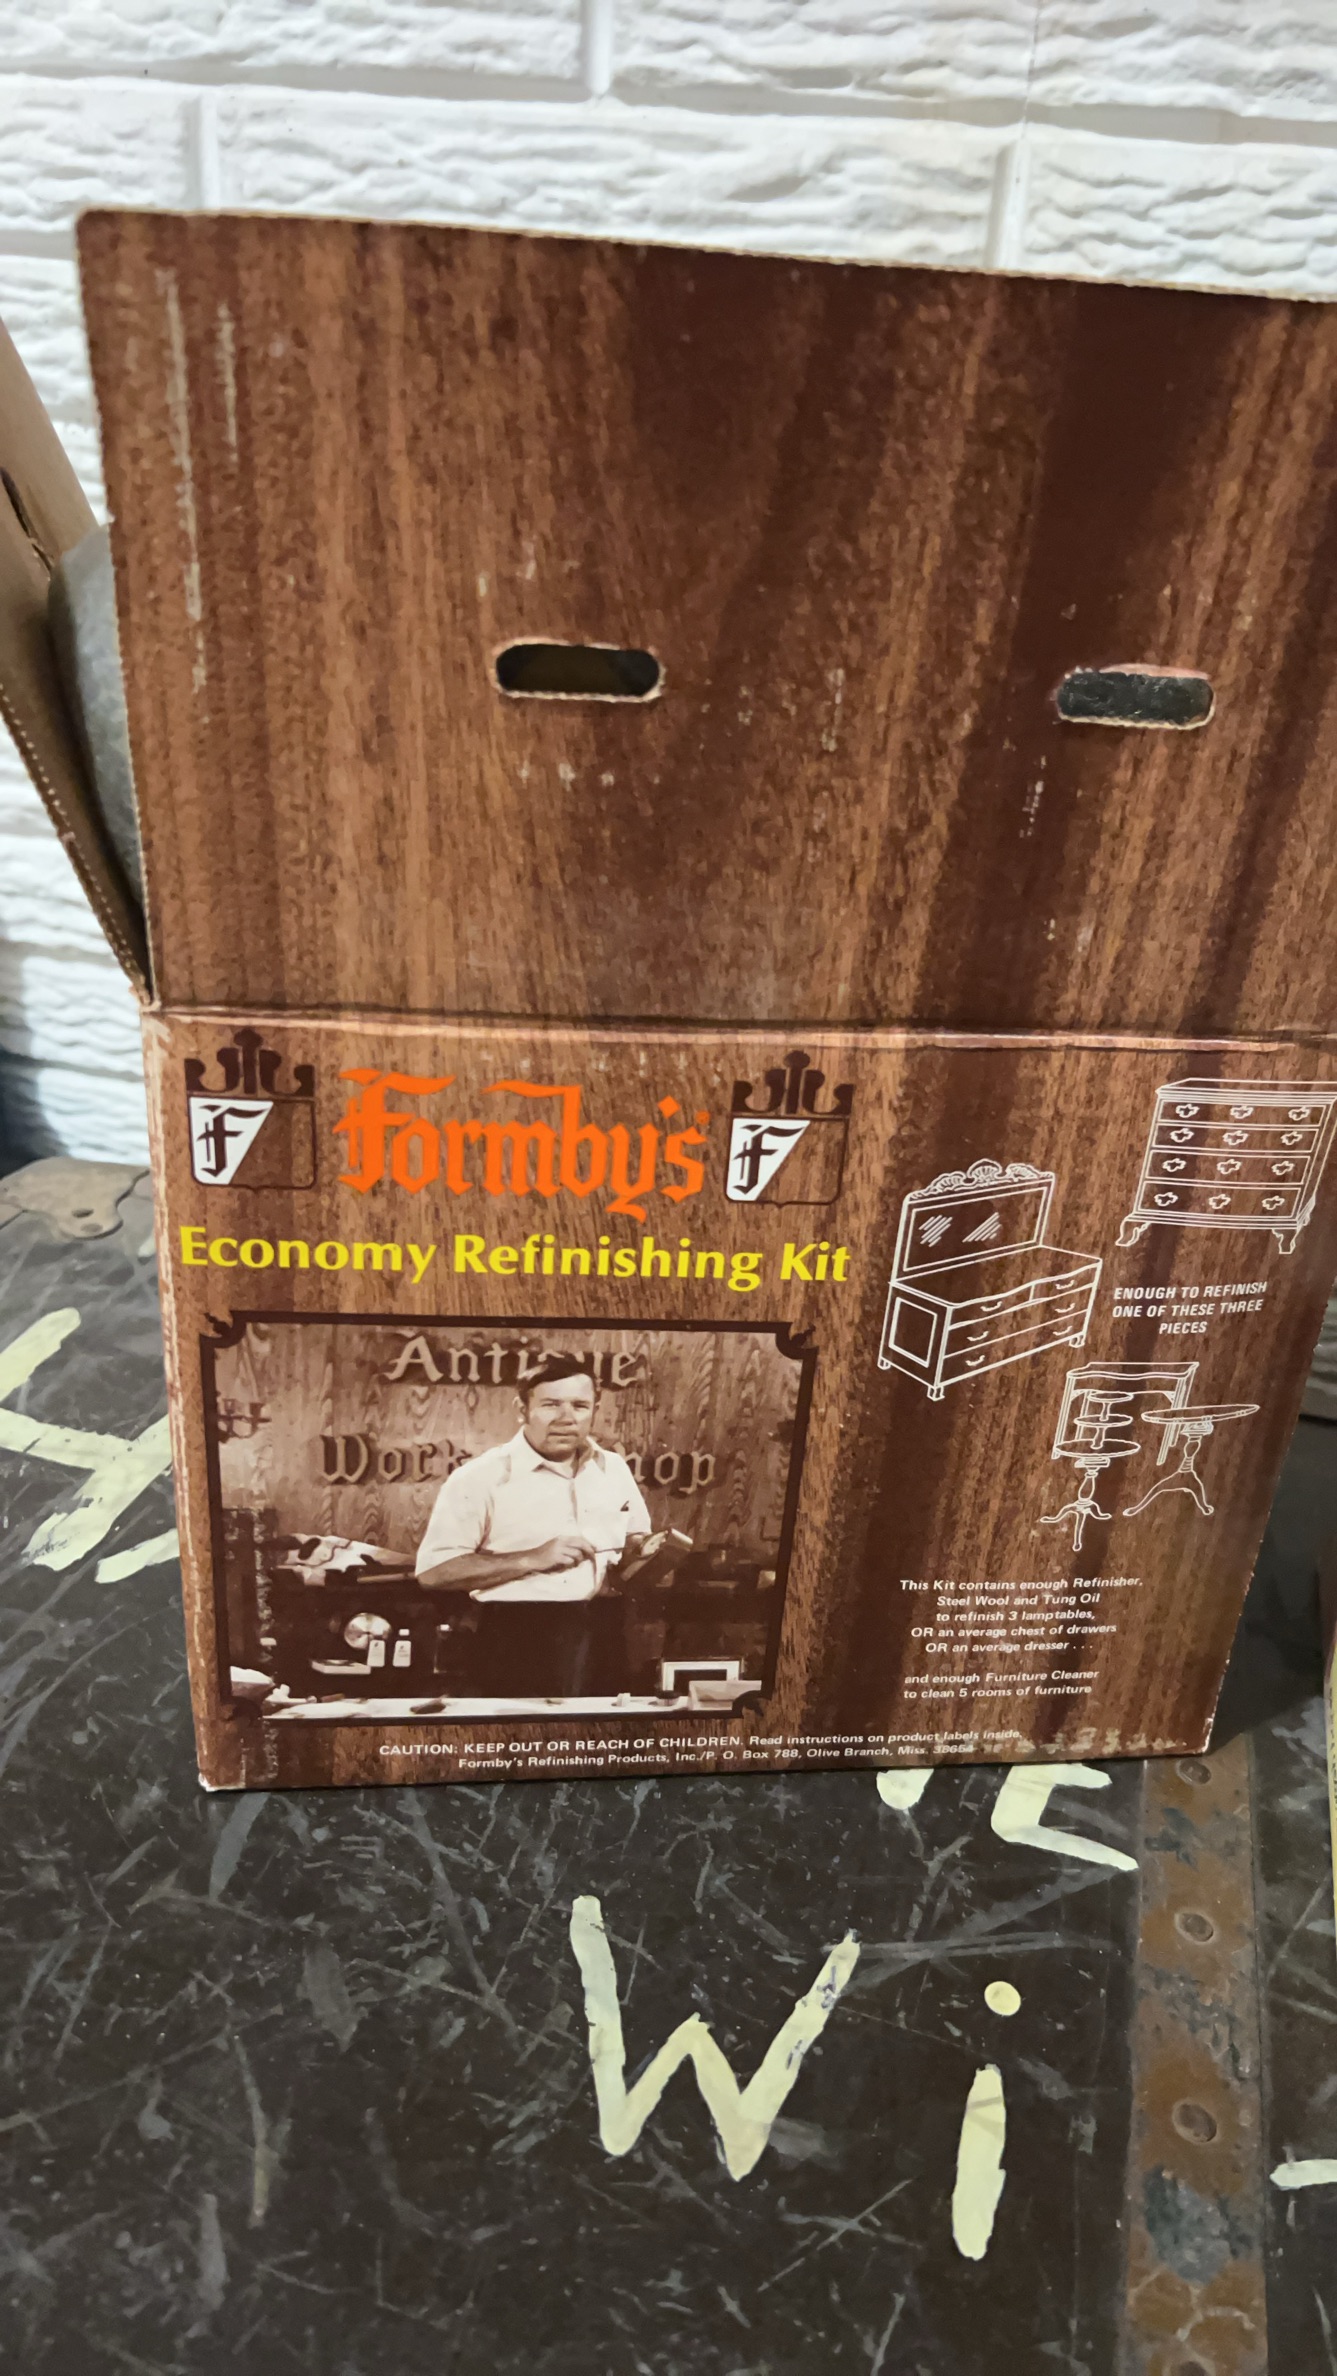 F
Formby's
F
Economy Refinishing Kit
Antique
Workshop
ENOUGH TO REFINISH
ONE OF THESE THREE
PIECES
This Kit contains enough Refinisher,
Steel Wool and Tung Oil
to refinish 3 lamptables,
OR an average chest of drawers
OR an average dresser . . .
and enough Furniture Cleaner
to clean 5 rooms of furniture
CAUTION: KEEP OUT OR REACH OF CHILDREN. Read instructions on product labels inside.
Formby's Refinishing Products, Inc./P. O. Box 788, Olive Branch, Miss. 38654
Wi